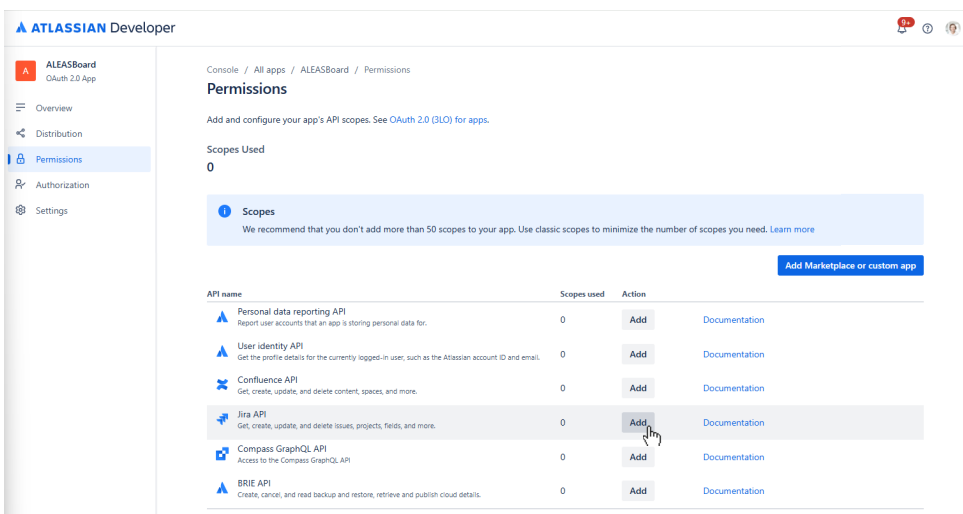 ATLASSIAN Developer
9+
A
ALEASBoard
OAuth 2.0 App
Overview
Distribution
Permissions
Authorization
Settings
Console / All apps / ALEASBoard / Permissions
Permissions
Add and configure your app's API scopes. See OAuth 2.0 (3LO) for apps.
Scopes Used
0
Scopes
We recommend that you don't add more than 50 scopes to your app. Use classic scopes to minimize the number of scopes you need. Learn more
Add Marketplace or custom app
API name Scopes used Action
Personal data reporting API
Report user accounts that an app is storing personal data for.
0 Add Documentation
User identity API
Get the profile details for the currently logged-in user, such as the Atlassian account ID and email.
0 Add Documentation
Confluence API
Get, create, update, and delete content, spaces, and more.
0 Add Documentation
Jira API
Get, create, update, and delete issues, projects, fields, and more.
0 Add Documentation
Compass GraphQL API
Access to the Compass GraphQL API
0 Add Documentation
BRIE API
Create, cancel, and read backup and restore, retrieve and publish cloud details.
0 Add Documentation